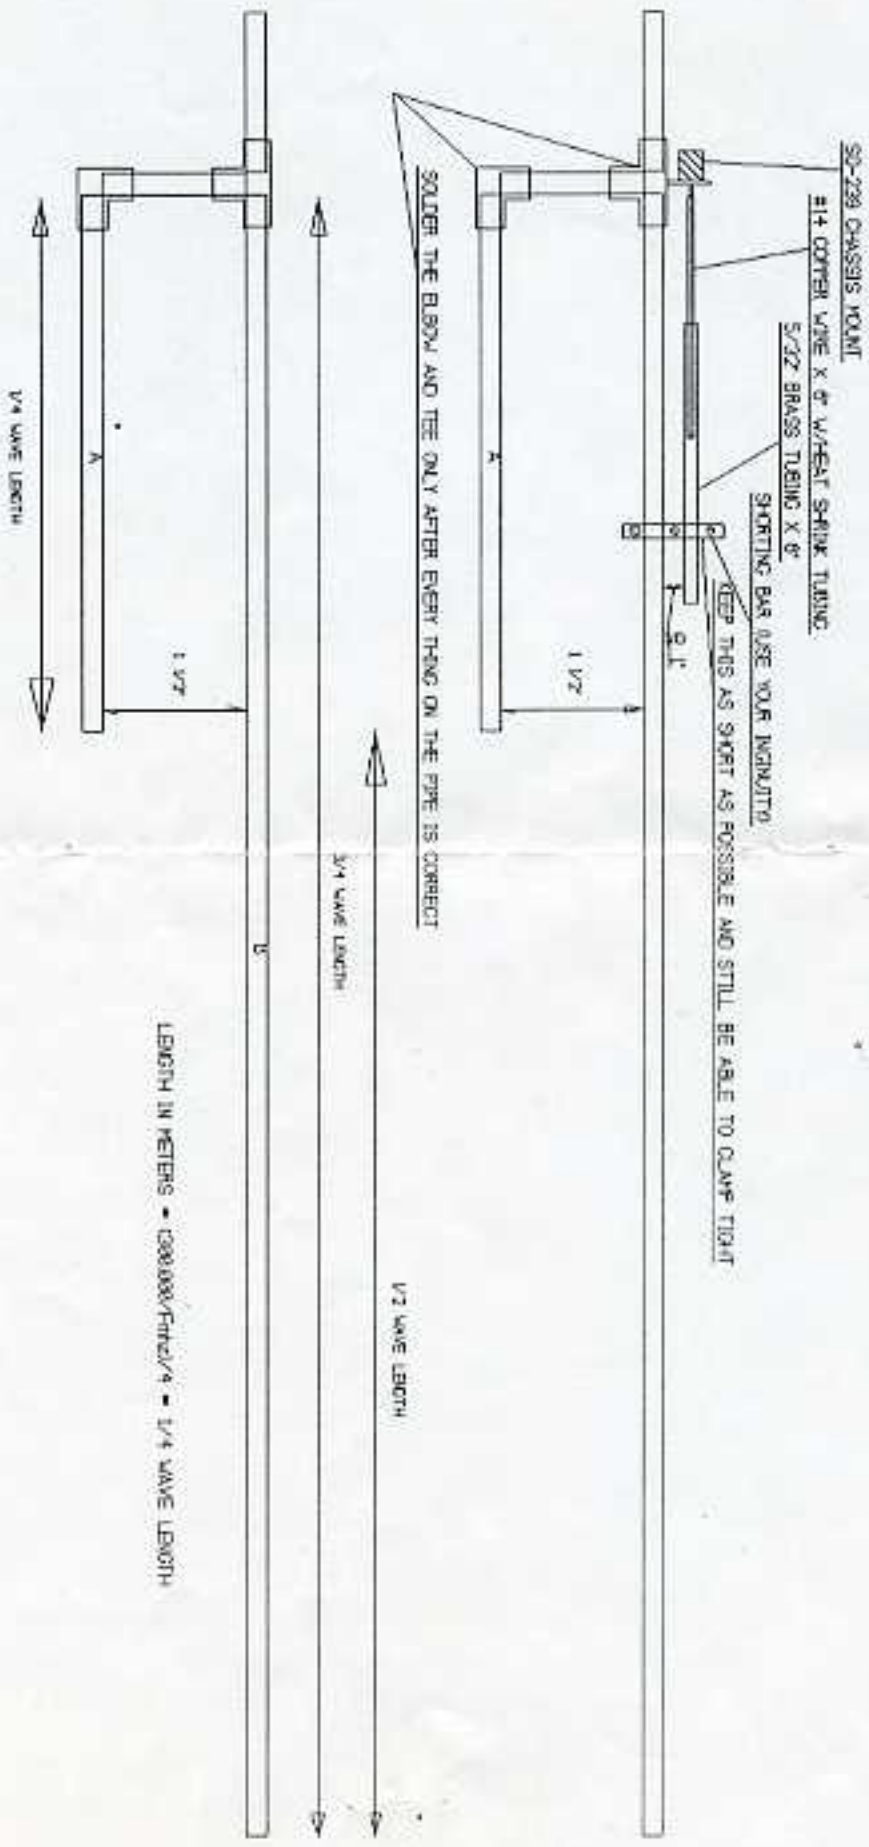 SO-239 CHASSIS MOUNT
#14 COPPER WIRE X 6" W/HEAT SHRINK TUBING
5/32" BRASS TUBING X 6"
SHORTING BAR (USE YOUR INGINUITY)
KEEP THIS AS SHORT AS POSSIBLE AND STILL BE ABLE TO CLAMP TIGHT
1 1/2"
A
SOLDER THE ELBOW AND TEE ONLY AFTER EVERY THING ON THE PIPE IS CORRECT
1/2 WAVE LENGTH
3/4 WAVE LENGTH
B
1 1/2"
A
1/4 WAVE LENGTH
LENGTH IN METERS = (300.000/Fmhz)/4 = 1/4 WAVE LENGTH